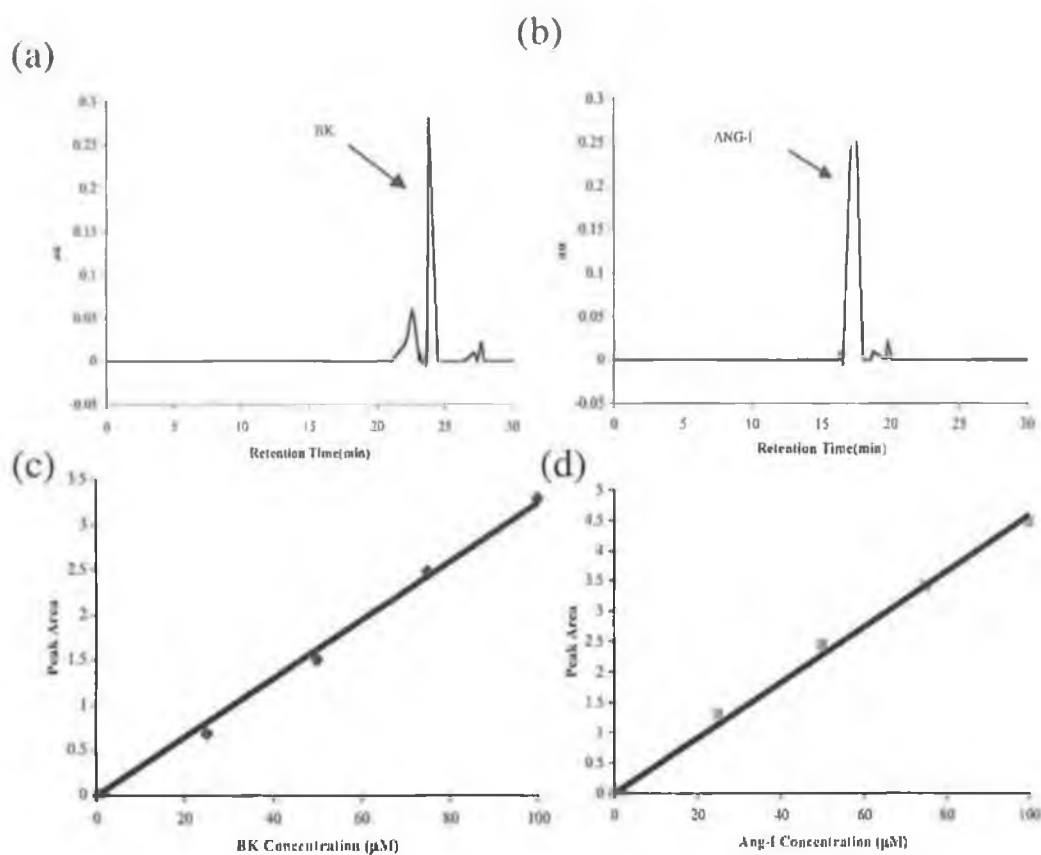 (a)
(b)
0.3
0.25
0.2
0.15
0.1
0.05
0
-0.05
au
BK
0 5 10 15 20 25 30
Retention Time(min)
0.3
0.25
0.2
0.15
0.1
0.05
0
-0.05
au
ANG-I
0 5 10 15 20 25 30
Retention Time(min)
(c)
3.5
3
2.5
2
1.5
1
0.5
0
Peak Area
0 20 40 60 80 100
BK Concentration (µM)
(d)
5
4.5
4
3.5
3
2.5
2
1.5
1
0.5
0
Peak Area
0 20 40 60 80 100
Ang-I Concentration (µM)